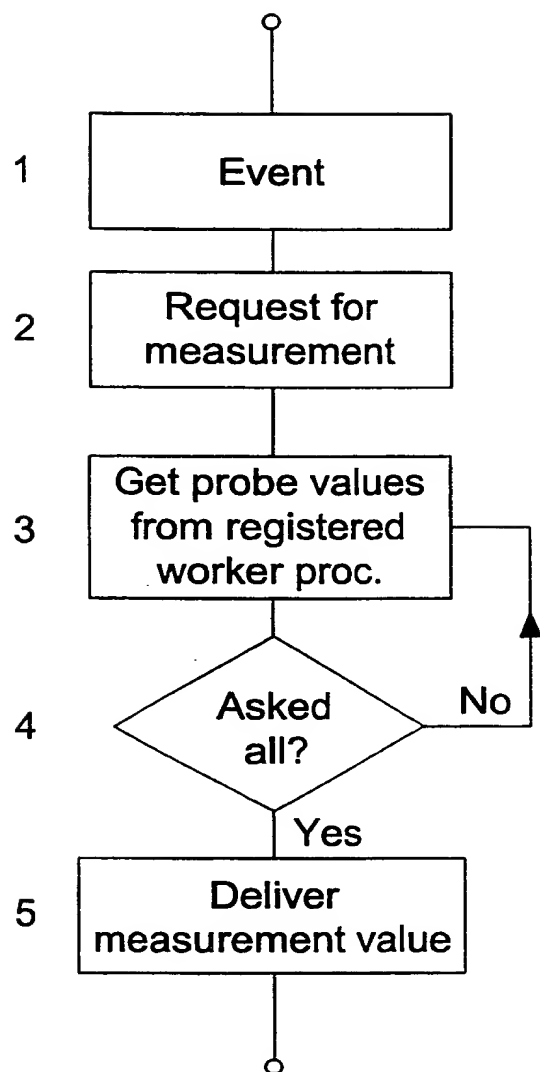 1
Event
2
Request for
measurement
3
Get probe values
from registered
worker proc.
4
Asked
all?
No
Yes
5
Deliver
measurement value